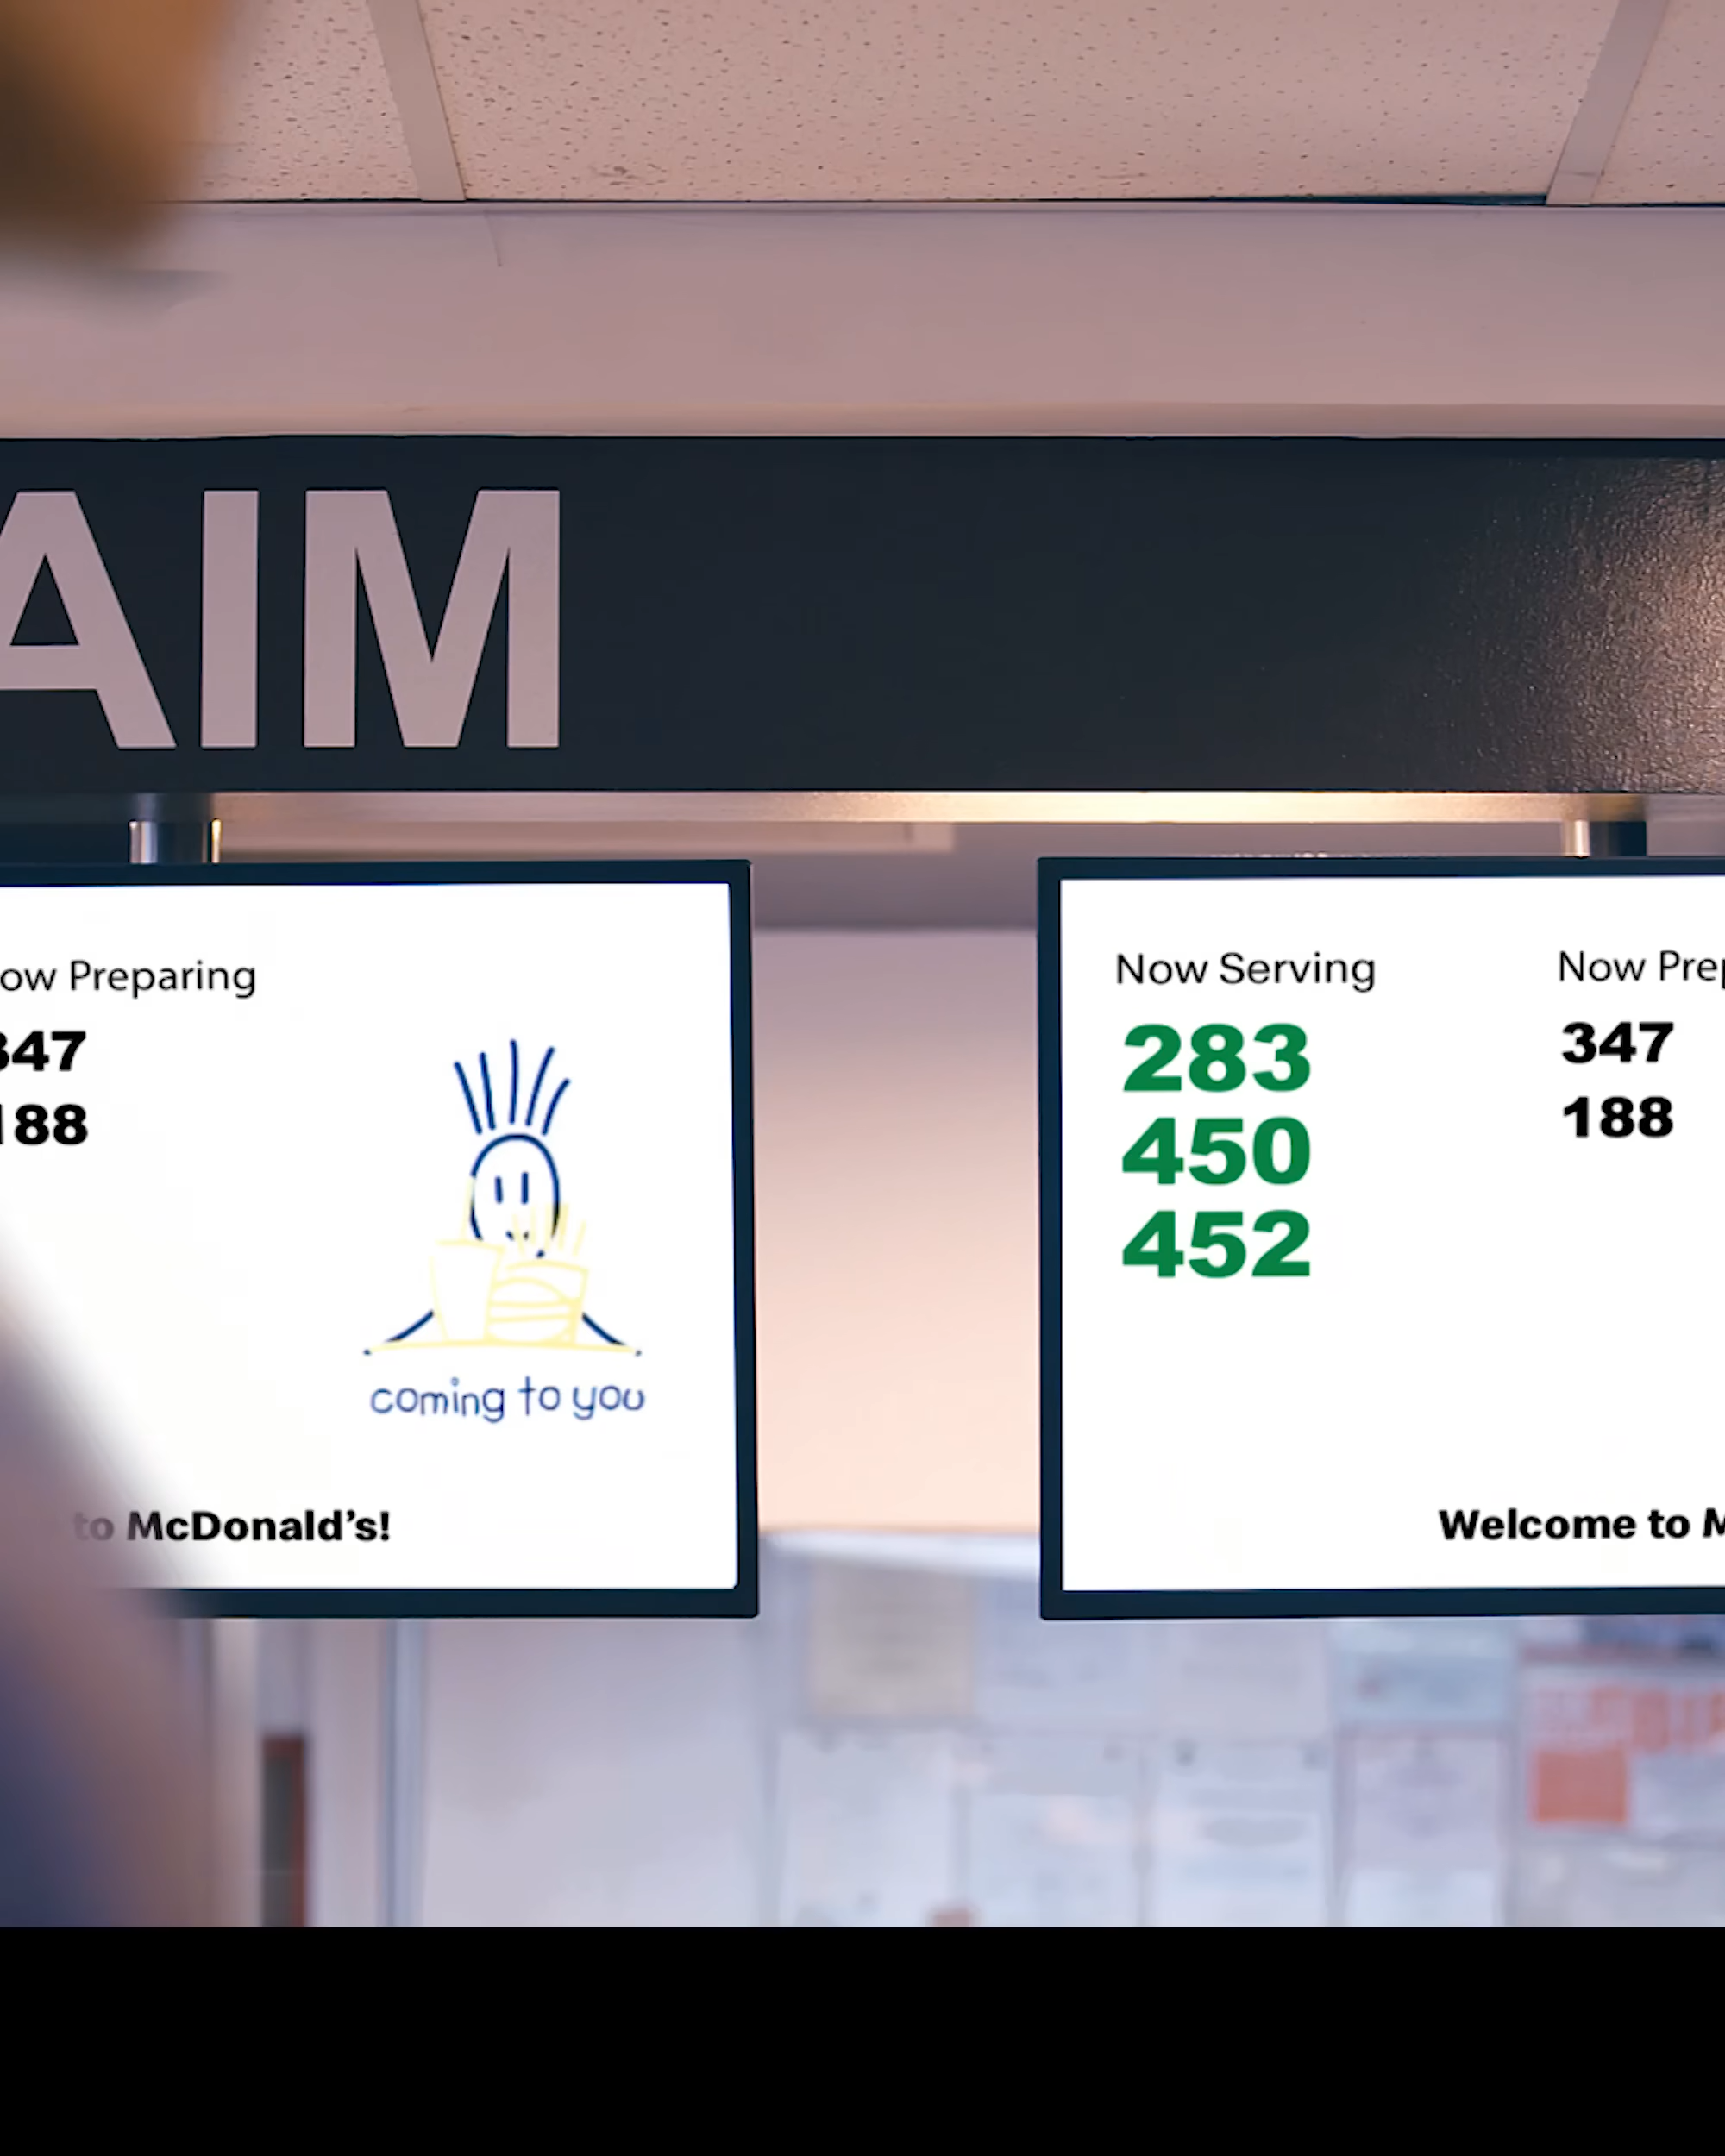 AIM
ow Preparing
347
188
coming to you
to McDonald's!
Now Serving
283
450
452
Now Prep
347
188
Welcome to M